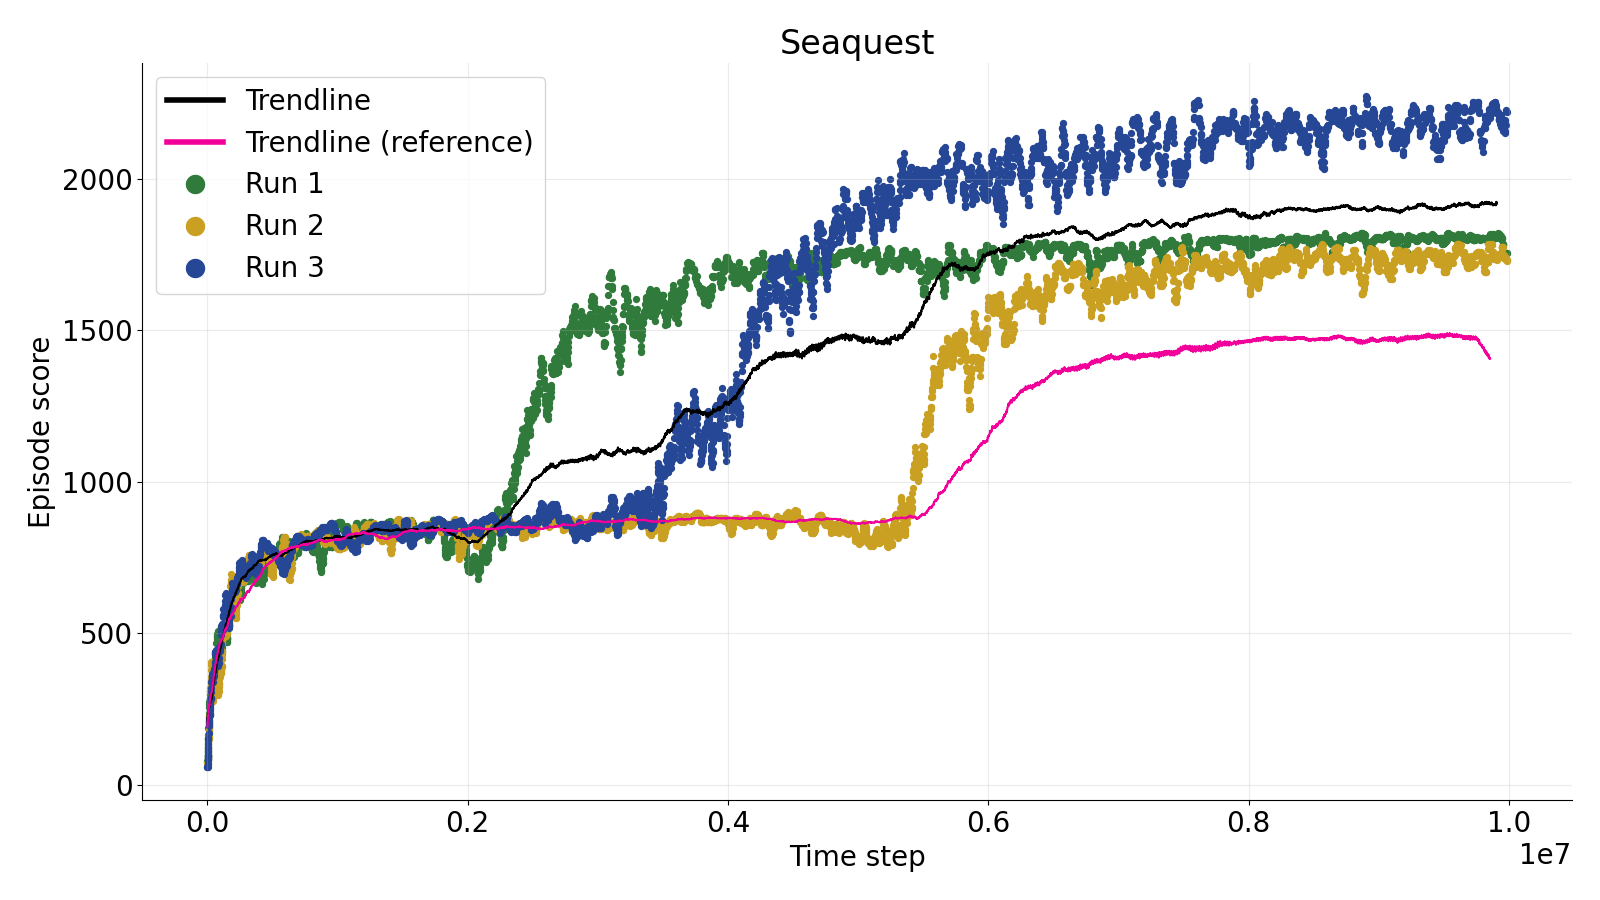 Seaquest
Trendline
Trendline (reference)
Run 1
Run 2
Run 3
Episode score
2000
1500
1000
500
0
0.0 0.2 0.4 0.6 0.8 1.0
1e7
Time step